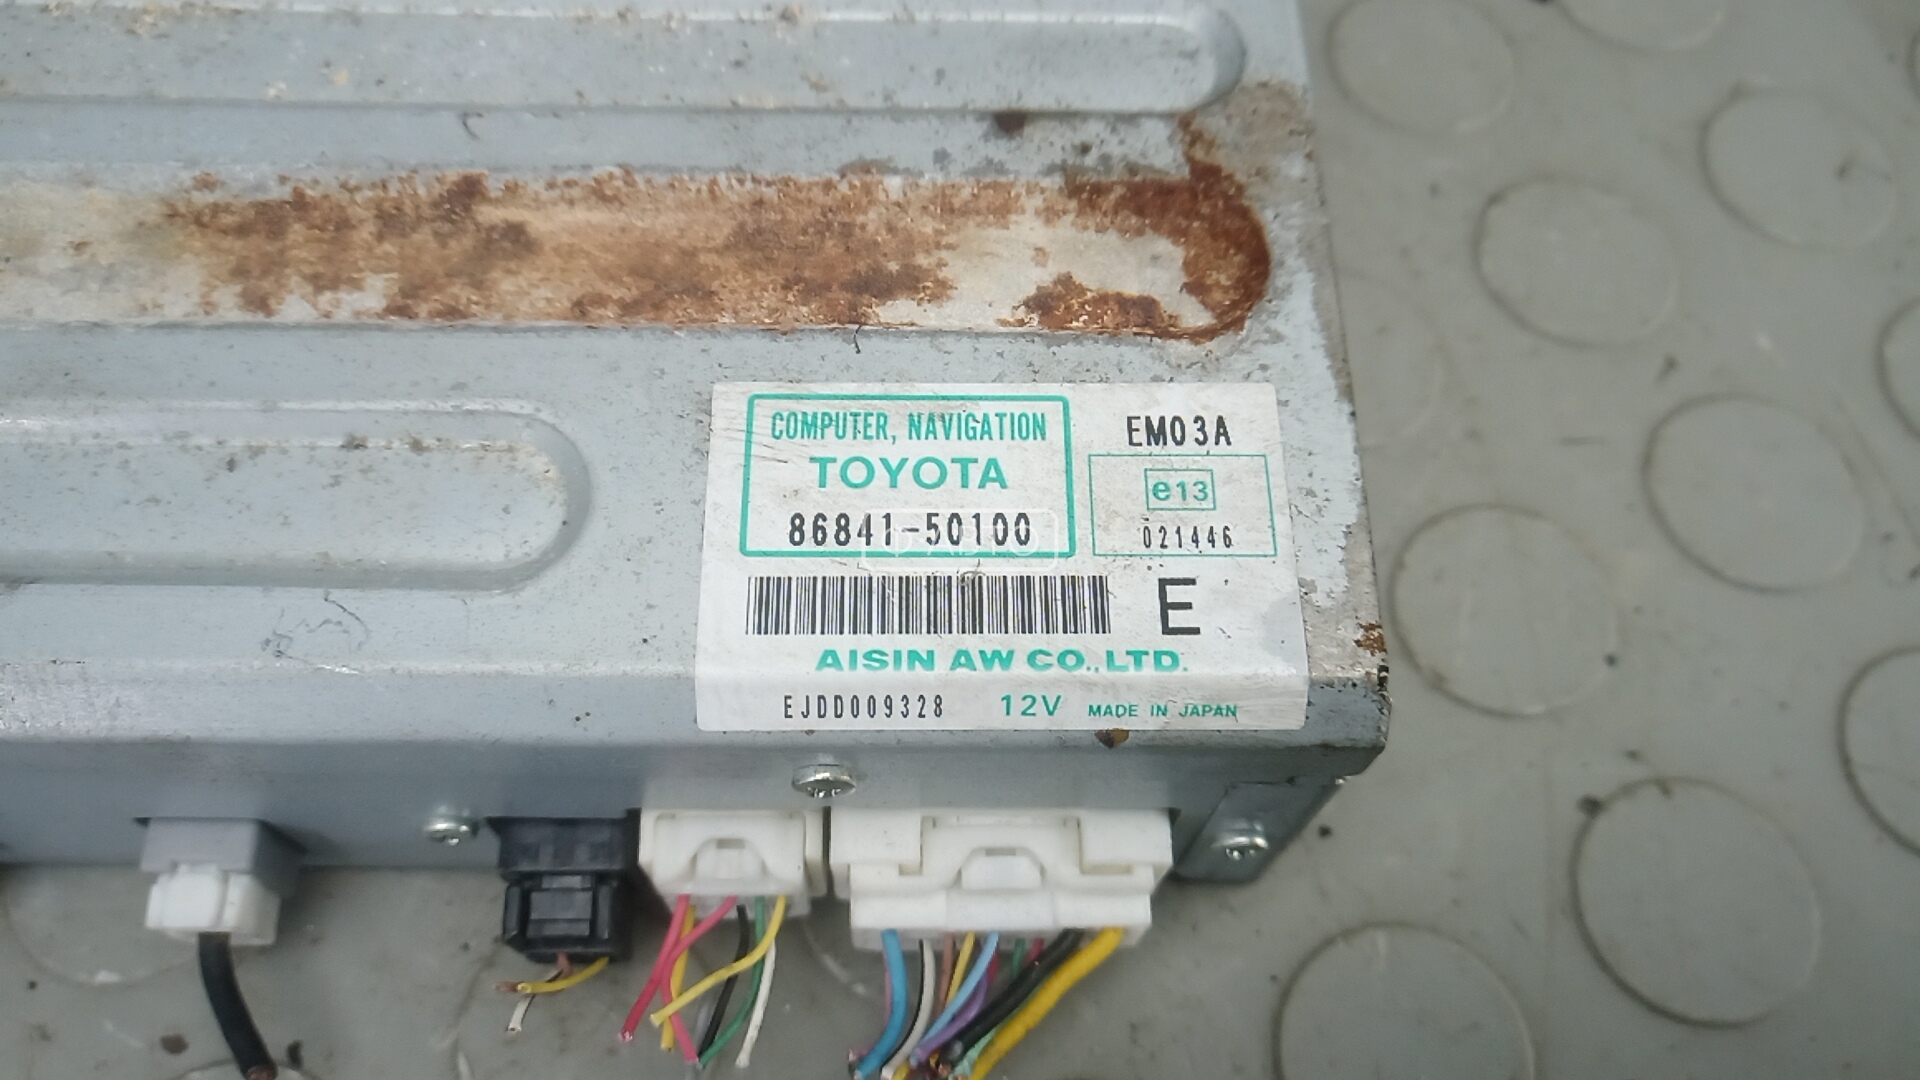 COMPUTER, NAVIGATION
TOYOTA
86841-50100
EM03A
e13
021446
E
AISIN AW CO.,LTD.
EJDD009328 12V MADE IN JAPAN